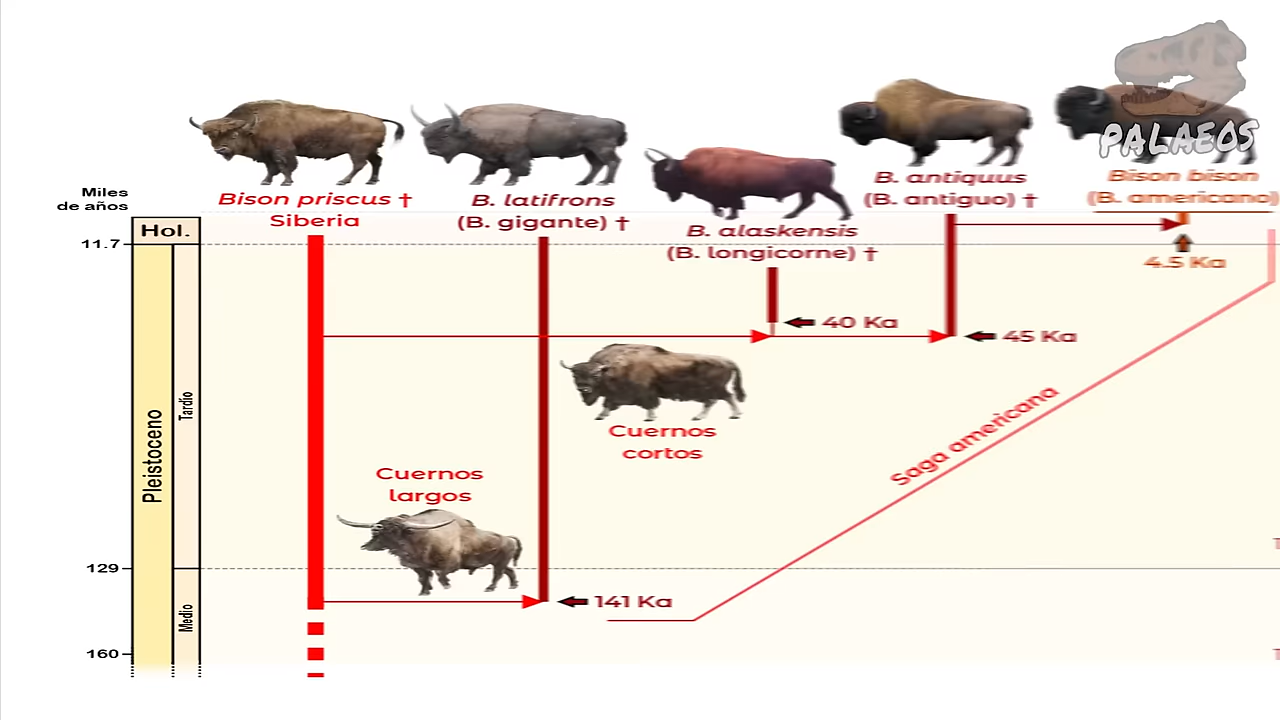 PALAEOS
Bison priscus †
Siberia
B. latifrons
(B. gigante) †
B. alaskensis
(B. longicorne) †
B. antiquus
(B. antiguo) †
Bison bison
(B. americano)
Miles
de años
Hol.
11.7
4.5 Ka
40 Ka
45 Ka
Cuernos
cortos
Saga americana
Pleistoceno
Tardío
Cuernos
largos
129
141 Ka
Medio
160